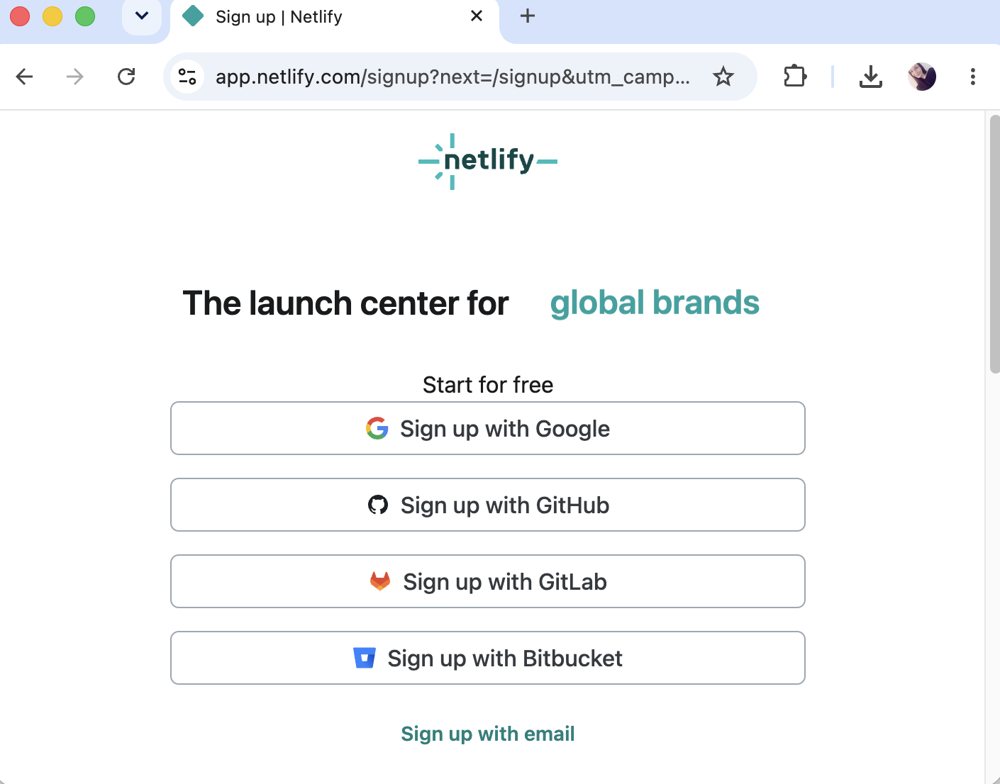 Sign up | Netlify
app.netlify.com/signup?next=/signup&utm_camp...
netlify
The launch center for global brands
Start for free
Sign up with Google
Sign up with GitHub
Sign up with GitLab
Sign up with Bitbucket
Sign up with email